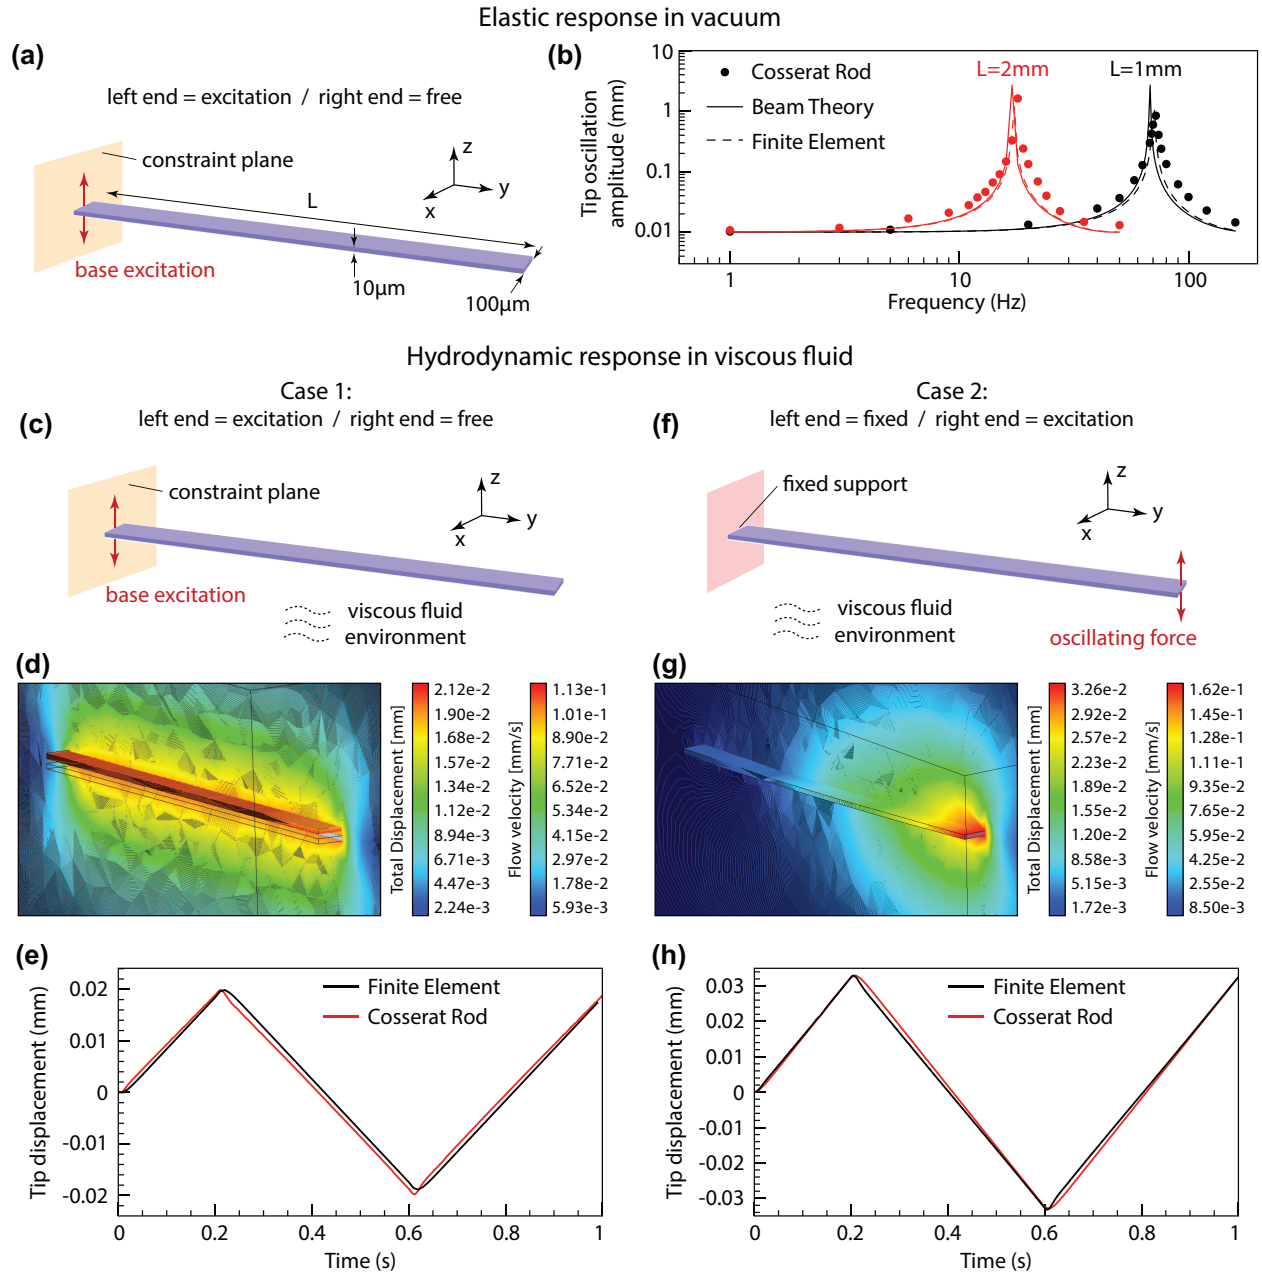 Elastic response in vacuum
(a)
left end = excitation / right end = free
constraint plane
L
z
y
x
base excitation
10μm
100μm
(b)
10
1
0.1
0.01
Tip oscillation
amplitude (mm)
Cosserat Rod
Beam Theory
Finite Element
L=2mm
L=1mm
1
10
100
Frequency (Hz)
Hydrodynamic response in viscous fluid
Case 1:
(c)
left end = excitation / right end = free
constraint plane
z
y
x
base excitation
viscous fluid
environment
Case 2:
(f)
left end = fixed / right end = excitation
fixed support
z
y
x
viscous fluid
environment
oscillating force
(d)
Total Displacement [mm]
2.12e-2
1.90e-2
1.68e-2
1.57e-2
1.34e-2
1.12e-2
8.94e-3
6.71e-3
4.47e-3
2.24e-3
Flow velocity [mm/s]
1.13e-1
1.01e-1
8.90e-2
7.71e-2
6.52e-2
5.34e-2
4.15e-2
2.97e-2
1.78e-2
5.93e-3
(g)
Total Displacement [mm]
3.26e-2
2.92e-2
2.57e-2
2.23e-2
1.89e-2
1.55e-2
1.20e-2
8.58e-3
5.15e-3
1.72e-3
Flow velocity [mm/s]
1.62e-1
1.45e-1
1.28e-1
1.11e-1
9.35e-2
7.65e-2
5.95e-2
4.25e-2
2.55e-2
8.50e-3
(e)
Tip displacement (mm)
0.02
0.01
0
-0.01
-0.02
Finite Element
Cosserat Rod
0
0.2
0.4
0.6
0.8
1
Time (s)
(h)
Tip displacement (mm)
0.03
0.02
0.01
0
-0.01
-0.02
-0.03
Finite Element
Cosserat Rod
0
0.2
0.4
0.6
0.8
1
Time (s)